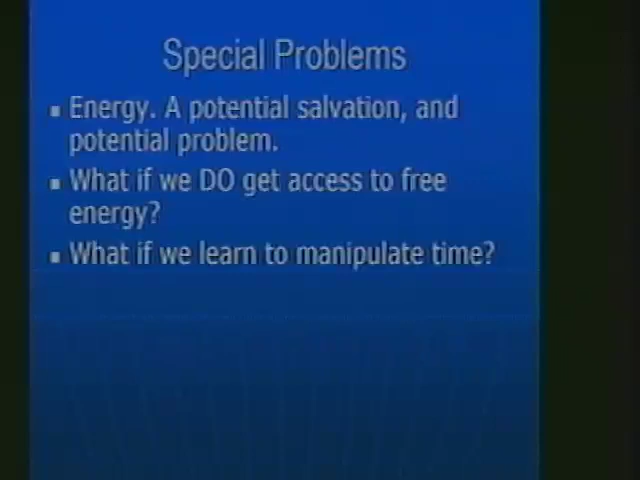 Special Problems
Energy. A potential salvation, and
potential problem.
What if we DO get access to free
energy?
What if we learn to manipulate time?